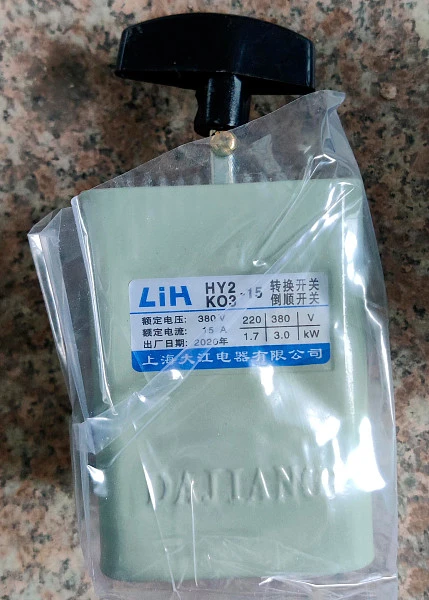 LiH HY2 KO3 -15 转换开关 倒顺开关
额定电压: 380 V 220 380 V
额定电流: 15 A 1.7 3.0 kW
出厂日期: 2020年
上海大江电器有限公司
DAJIANG